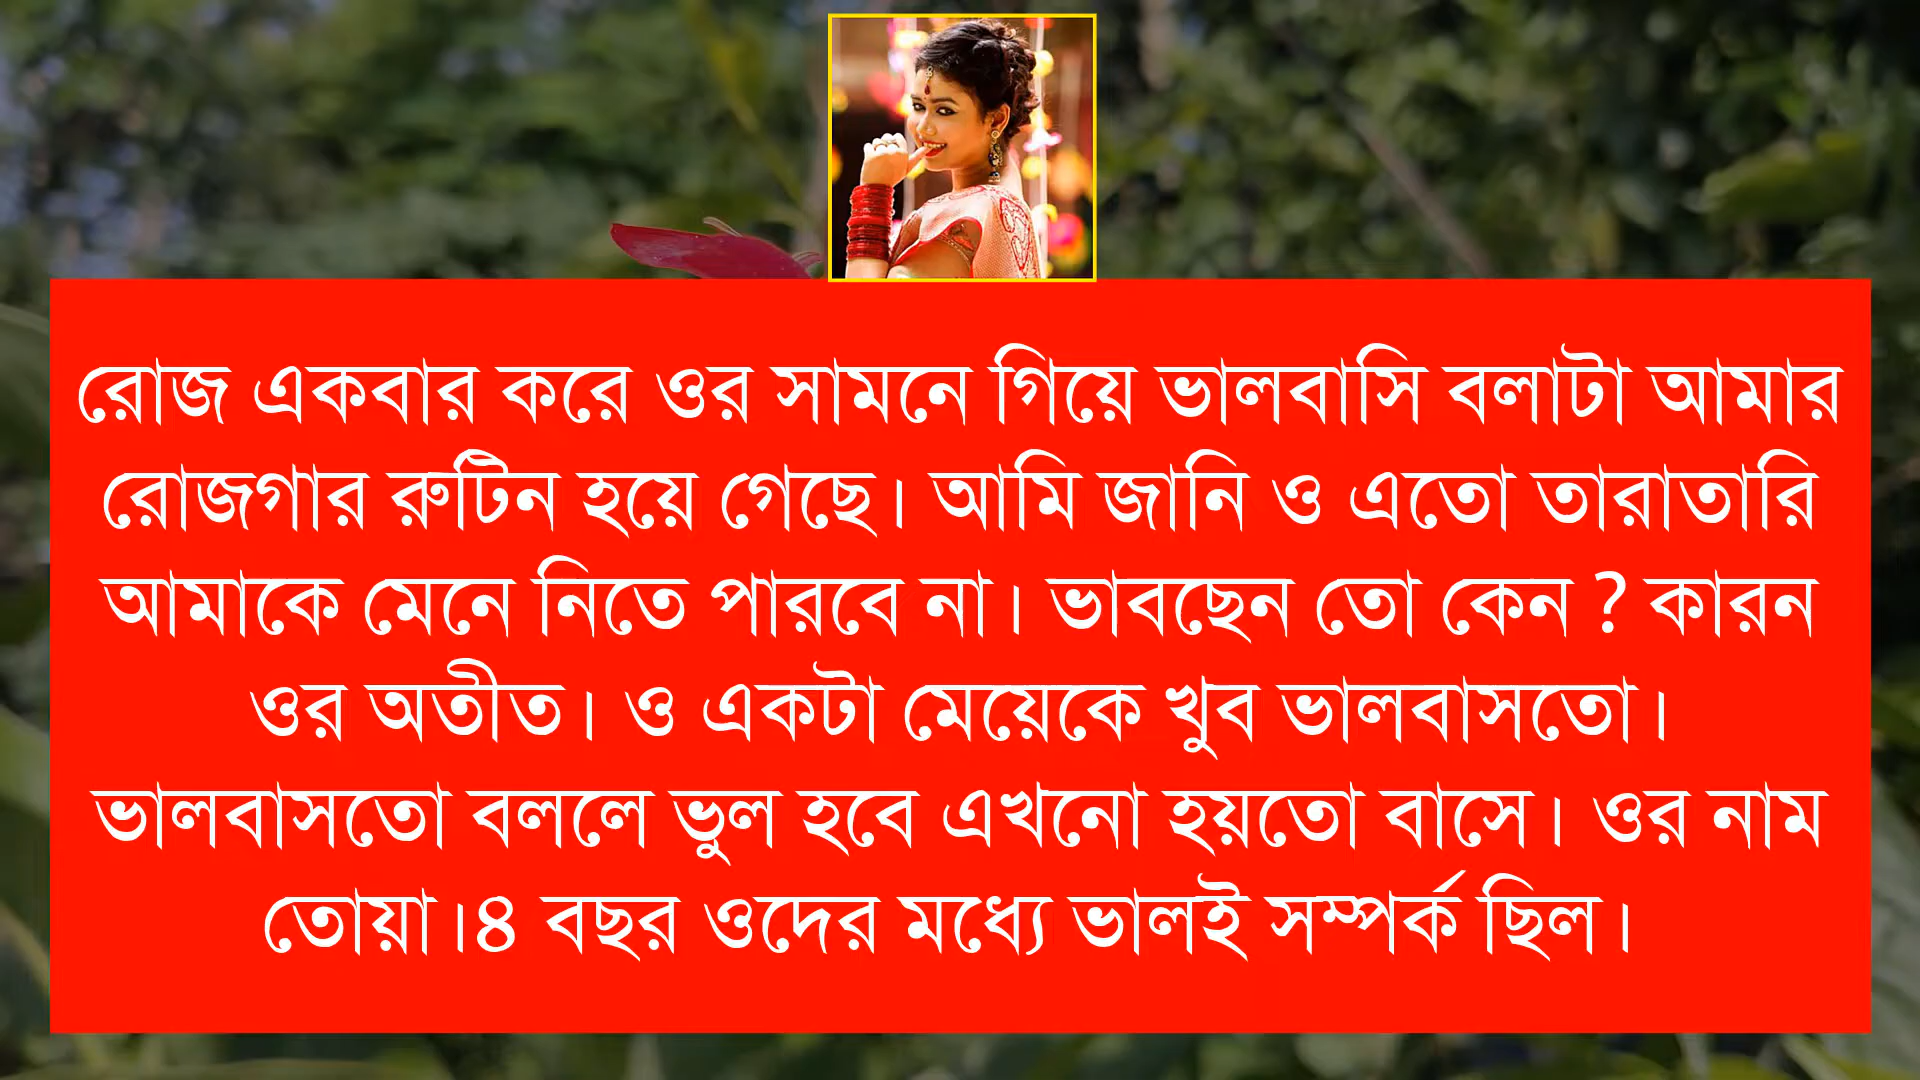 রোজ একবার করে ওর সামনে গিয়ে ভালবাসি বলাটা আমার
রোজগার রুটিন হয়ে গেছে। আমি জানি ও এতো তারাতারি
আমাকে মেনে নিতে পারবে না। ভাবছেন তো কেন ? কারন
ওর অতীত। ও একটা মেয়েকে খুব ভালবাসতো।
ভালবাসতো বললে ভুল হবে এখনো হয়তো বাসে। ওর নাম
তোয়া।৪ বছর ওদের মধ্যে ভালই সম্পর্ক ছিল।